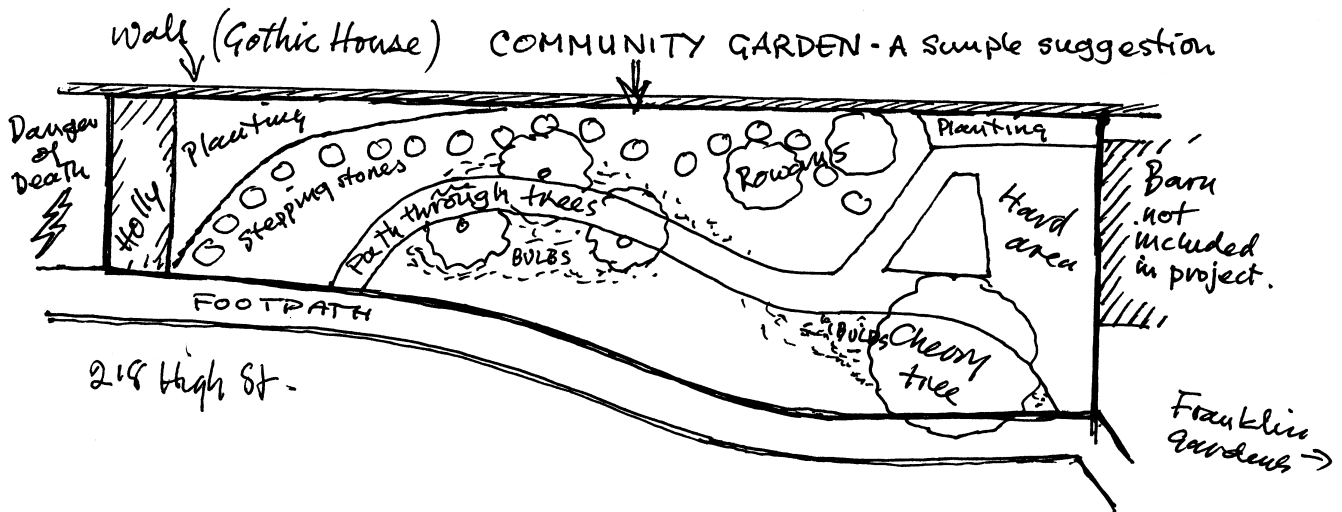 Wall (Gothic House)
COMMUNITY GARDEN - A simple suggestion
Danger
of
Death
Holly
Planting
Stepping stones
Path through trees
BULBS
Rowans
Planting
Hard
area
Barn
not
included
in project.
BULBS
Cherry
tree
FOOTPATH
218 High St.
Franklin
gardens →